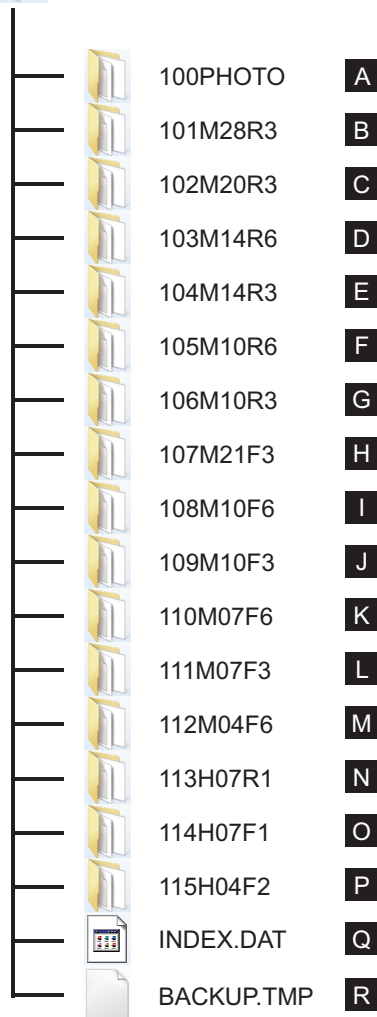 100PHOTO A
101M28R3 B
102M20R3 C
103M14R6 D
104M14R3 E
105M10R6 F
106M10R3 G
107M21F3 H
108M10F6 I
109M10F3 J
110M07F6 K
111M07F3 L
112M04F6 M
113H07R1 N
114H07F1 O
115H04F2 P
INDEX.DAT Q
BACKUP.TMP R